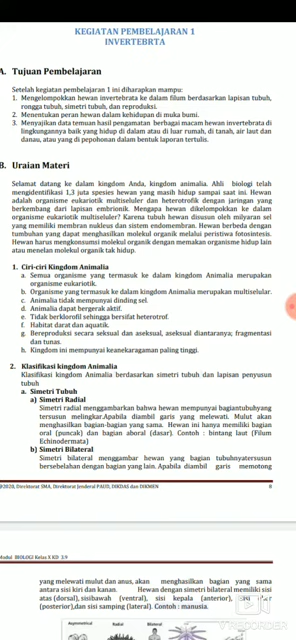 KEGIATAN PEMBELAJARAN 1
INVERTEBRTA
A. Tujuan Pembelajaran
Setelah kegiatan pembelajaran 1 ini diharapkan mampu:
1. Mengelompokkan hewan invertebrata ke dalam filum berdasarkan lapisan tubuh,
rongga tubuh, simetri tubuh, dan reproduksi.
2. Menentukan peran hewan dalam kehidupan di muka bumi.
3. Menyajikan data temuan hasil pengamatan berbagai macam hewan invertebrata di
lingkungannya baik yang hidup di dalam atau di luar rumah, di tanah, air laut dan
danau, atau yang di pepohonan dalam bentuk laporan tertulis.
B. Uraian Materi
Selamat datang ke dalam kingdom Anda, kingdom animalia. Ahli biologi telah
mengidentifikasi 1,3 juta spesies hewan yang masih hidup sampai saat ini. Hewan
adalah organisme eukariotik multiseluler dan heterotrofik dengan jaringan yang
berkembang dari lapisan embrionik. Mengapa hewan dikelompokkan ke dalam
organisme eukariotik multiseluler? Karena tubuh hewan disusun oleh milyaran sel
yang memiliki membran nukleus dan sistem endomembran. Hewan berbeda dengan
tumbuhan yang dapat menghasilkan molekul organik melalui peristiwa fotosintesis.
Hewan harus mengkonsumsi molekul organik dengan memakan organisme hidup lain
atau menelan molekul organik tak hidup.
1. Ciri-ciri Kingdom Animalia
a. Semua organisme yang termasuk ke dalam kingdom Animalia merupakan
organisme eukariotik.
b. Organisme yang termasuk ke dalam kingdom Animalia merupakan multiselular.
c. Animalia tidak mempunyai dinding sel.
d. Animalia dapat bergerak aktif.
e. Tidak berklorofil sehingga bersifat heterotrof.
f. Habitat darat dan aquatik.
g. Bereproduksi secara seksual dan aseksual, aseksual diantaranya; fragmentasi
dan tunas.
h. Kingdom ini mempunyai keanekaragaman paling tinggi.
2. Klasifikasi kingdom Animalia
Klasifikasi kingdom Animalia berdasarkan simetri tubuh dan lapisan penyusun
tubuh
a. Simetri Tubuh
a) Simetri Radial
Simetri radial menggambarkan bahwa hewan mempunyai bagiantubuhyang
tersusun melingkar.Apabila diambil garis yang melewati. Mulut akan
menghasilkan bagian-bagian yang sama. Hewan ini hanya memiliki bagian
oral (puncak) dan bagian aboral (dasar). Contoh : bintang laut (Filum
Echinodermata)
b) Simetri Bilateral
Simetri bilateral menggambar hewan yang bagian tubuhnyatersusun
bersebelahan dengan bagian yang lain. Apabila diambil garis memotong
@2020, Direktorat SMA, Direktorat Jenderal PAUD, DIKDAS dan DIKMEN 8
Modul BIOLOGI Kelas X KD 3.9
yang melewati mulut dan anus, akan menghasilkan bagian yang sama
antara sisi kiri dan kanan. Hewan dengan simetri bilateral memiliki sisi
atas (dorsal), sisibawah (ventral), sisi kepala (anterior),
(posterior),dan sisi samping (lateral). Contoh : manusia.
Asymmetrical Radial Bilateral